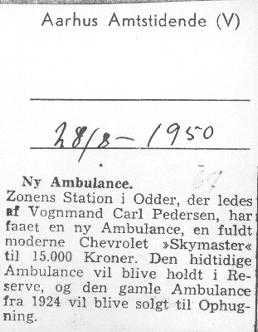 Aarhus Amtstidende (V)
28/8 - 1950
Ny Ambulance.
Zonens Station i Odder, der ledes
af Vognmand Carl Pedersen, har
faaet en ny Ambulance, en fuldt
moderne Chevrolet »Skymaster«
til 15.000 Kroner. Den hidtidige
Ambulance vil blive holdt i Re-
serve, og den gamle Ambulance
fra 1924 vil blive solgt til Ophug-
ning.